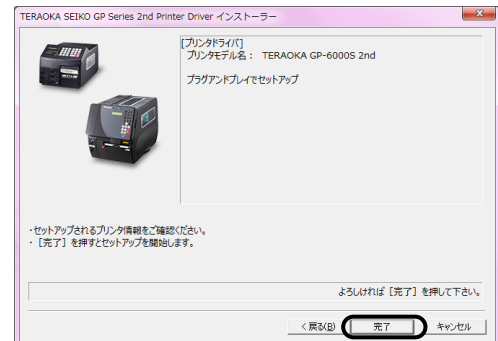 TERAOKA SEIKO GP Series 2nd Printer Driver インストーラー
[プリンタドライバ]
プリンタモデル名： TERAOKA GP-6000S 2nd
プラグアンドプレイでセットアップ
・セットアップされるプリンタ情報をご確認ください。
・［完了］を押すとセットアップを開始します。
よろしければ［完了］を押して下さい。
< 戻る(B) 完了 キャンセル